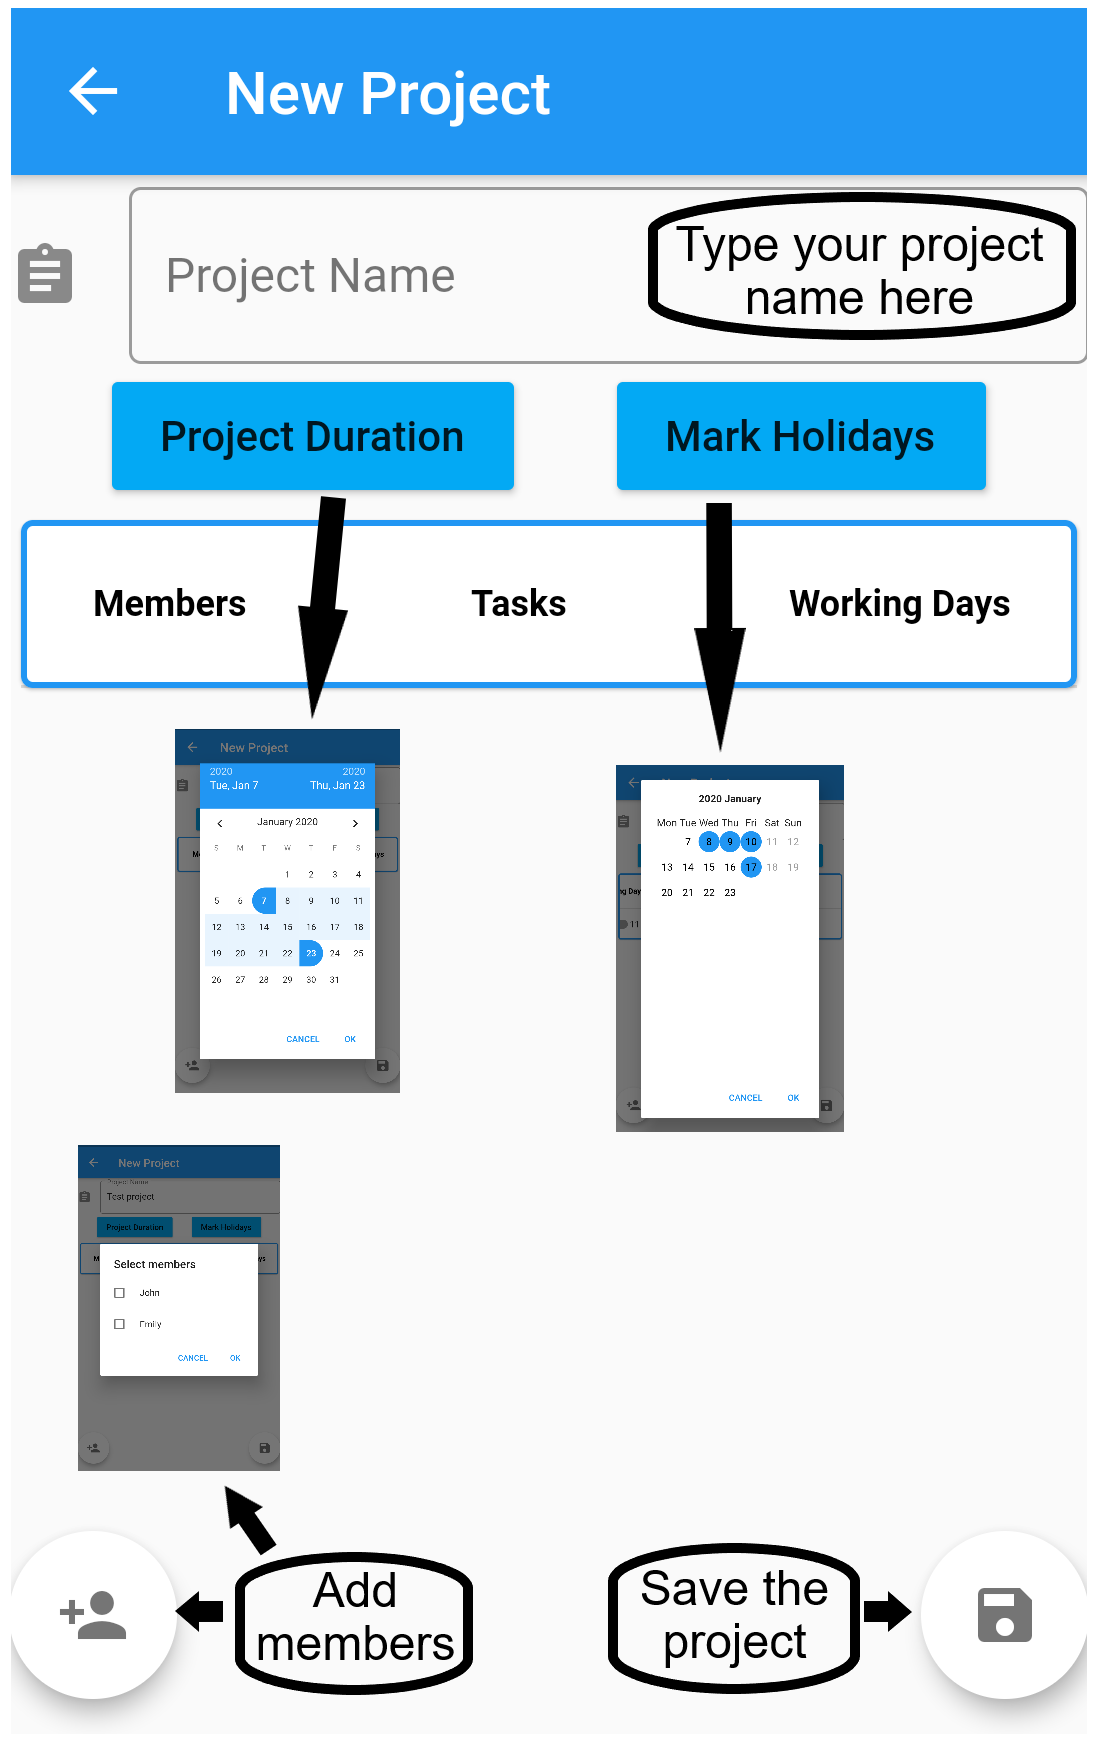 New Project
Project Name
Type your project
name here
Project Duration
Mark Holidays
Members
Tasks
Working Days
New Project
2020
2020
Tue, Jan 7
Thu, Jan 23
January 2020
S M T W T F S
1 2 3 4
5 6 7 8 9 10 11
12 13 14 15 16 17 18
19 20 21 22 23 24 25
26 27 28 29 30 31
CANCEL OK
2020 January
Mon Tue Wed Thu Fri Sat Sun
7 8 9 10 11 12
13 14 15 16 17 18 19
20 21 22 23
11
CANCEL OK
New Project
Project Name
Test project
Project Duration
Mark Holidays
Select members
John
Emily
CANCEL OK
Add
members
Save the
project